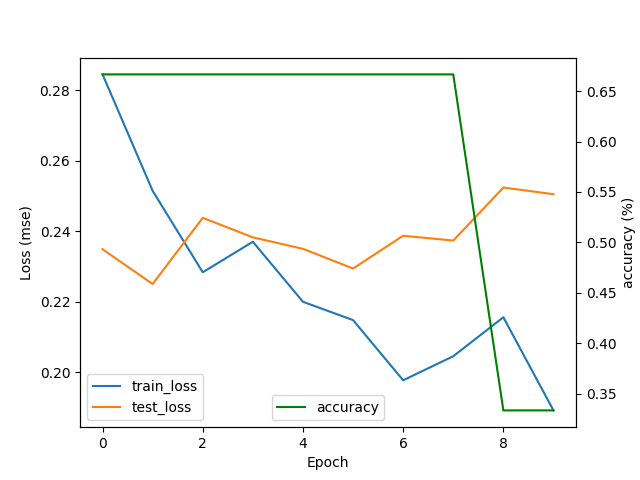 0.28
0.26
0.24
0.22
0.20
Loss (mse)
0.65
0.60
0.55
0.50
0.45
0.40
0.35
accuracy (%)
train_loss
test_loss
accuracy
0 2 4 6 8
Epoch